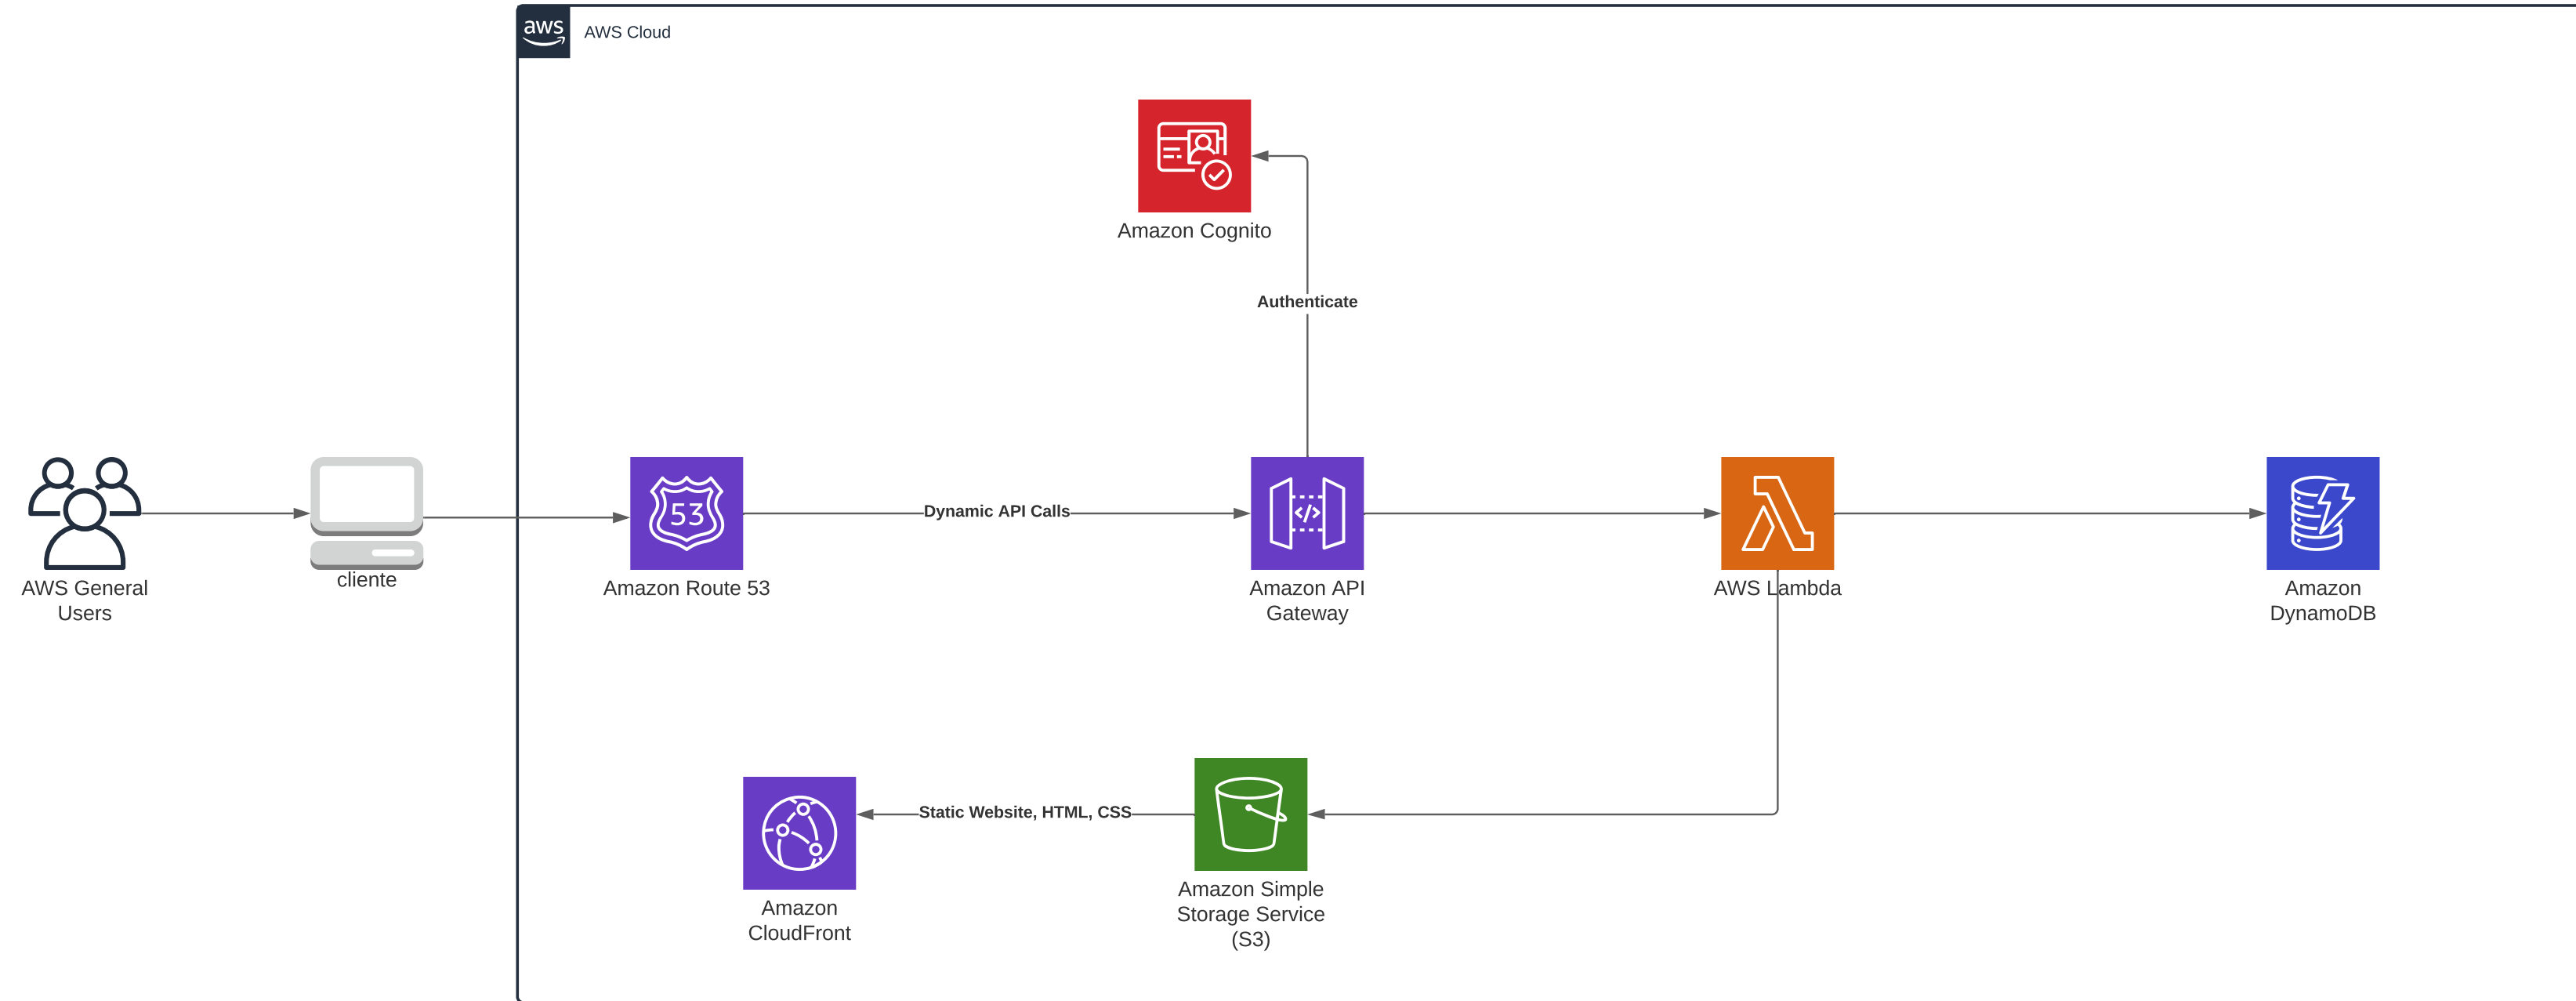 aws
AWS Cloud
Amazon Cognito
Authenticate
AWS General
Users
cliente
53
Amazon Route 53
Dynamic API Calls
</>
Amazon API
Gateway
AWS Lambda
Amazon
DynamoDB
Amazon
CloudFront
Static Website, HTML, CSS
Amazon Simple
Storage Service
(S3)